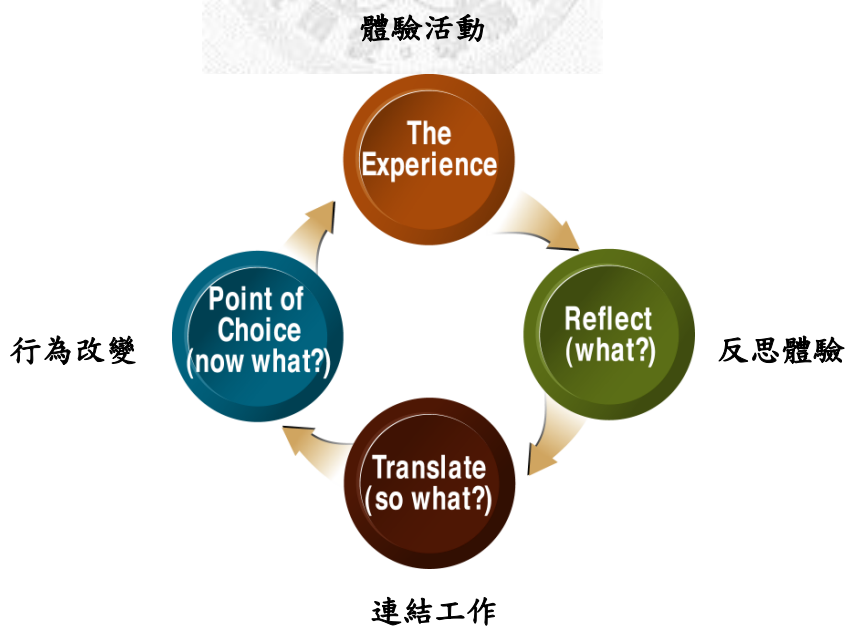 體驗活動
The
Experience
Reflect
(what?)
反思體驗
Translate
(so what?)
連結工作
Point of
Choice
(now what?)
行為改變